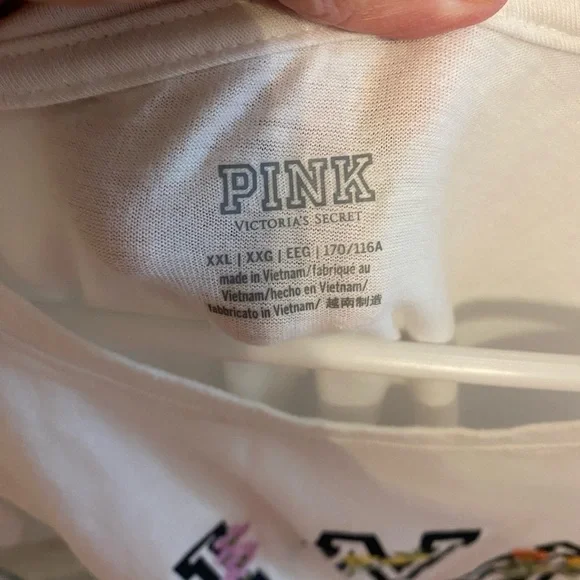 PINK
VICTORIA'S SECRET
XXL | XXG | EEG | 170/116A
made in Vietnam/fabriqué au
Vietnam/hecho en Vietnam/
fabbricato in Vietnam/ 越南制造